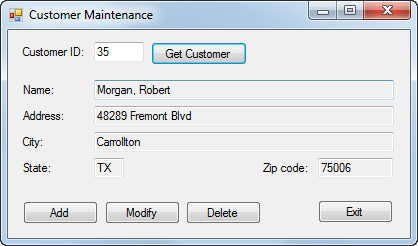 Customer Maintenance
Customer ID: 35 Get Customer
Name: Morgan, Robert
Address: 48289 Fremont Blvd
City: Carrollton
State: TX Zip code: 75006
Add Modify Delete Exit